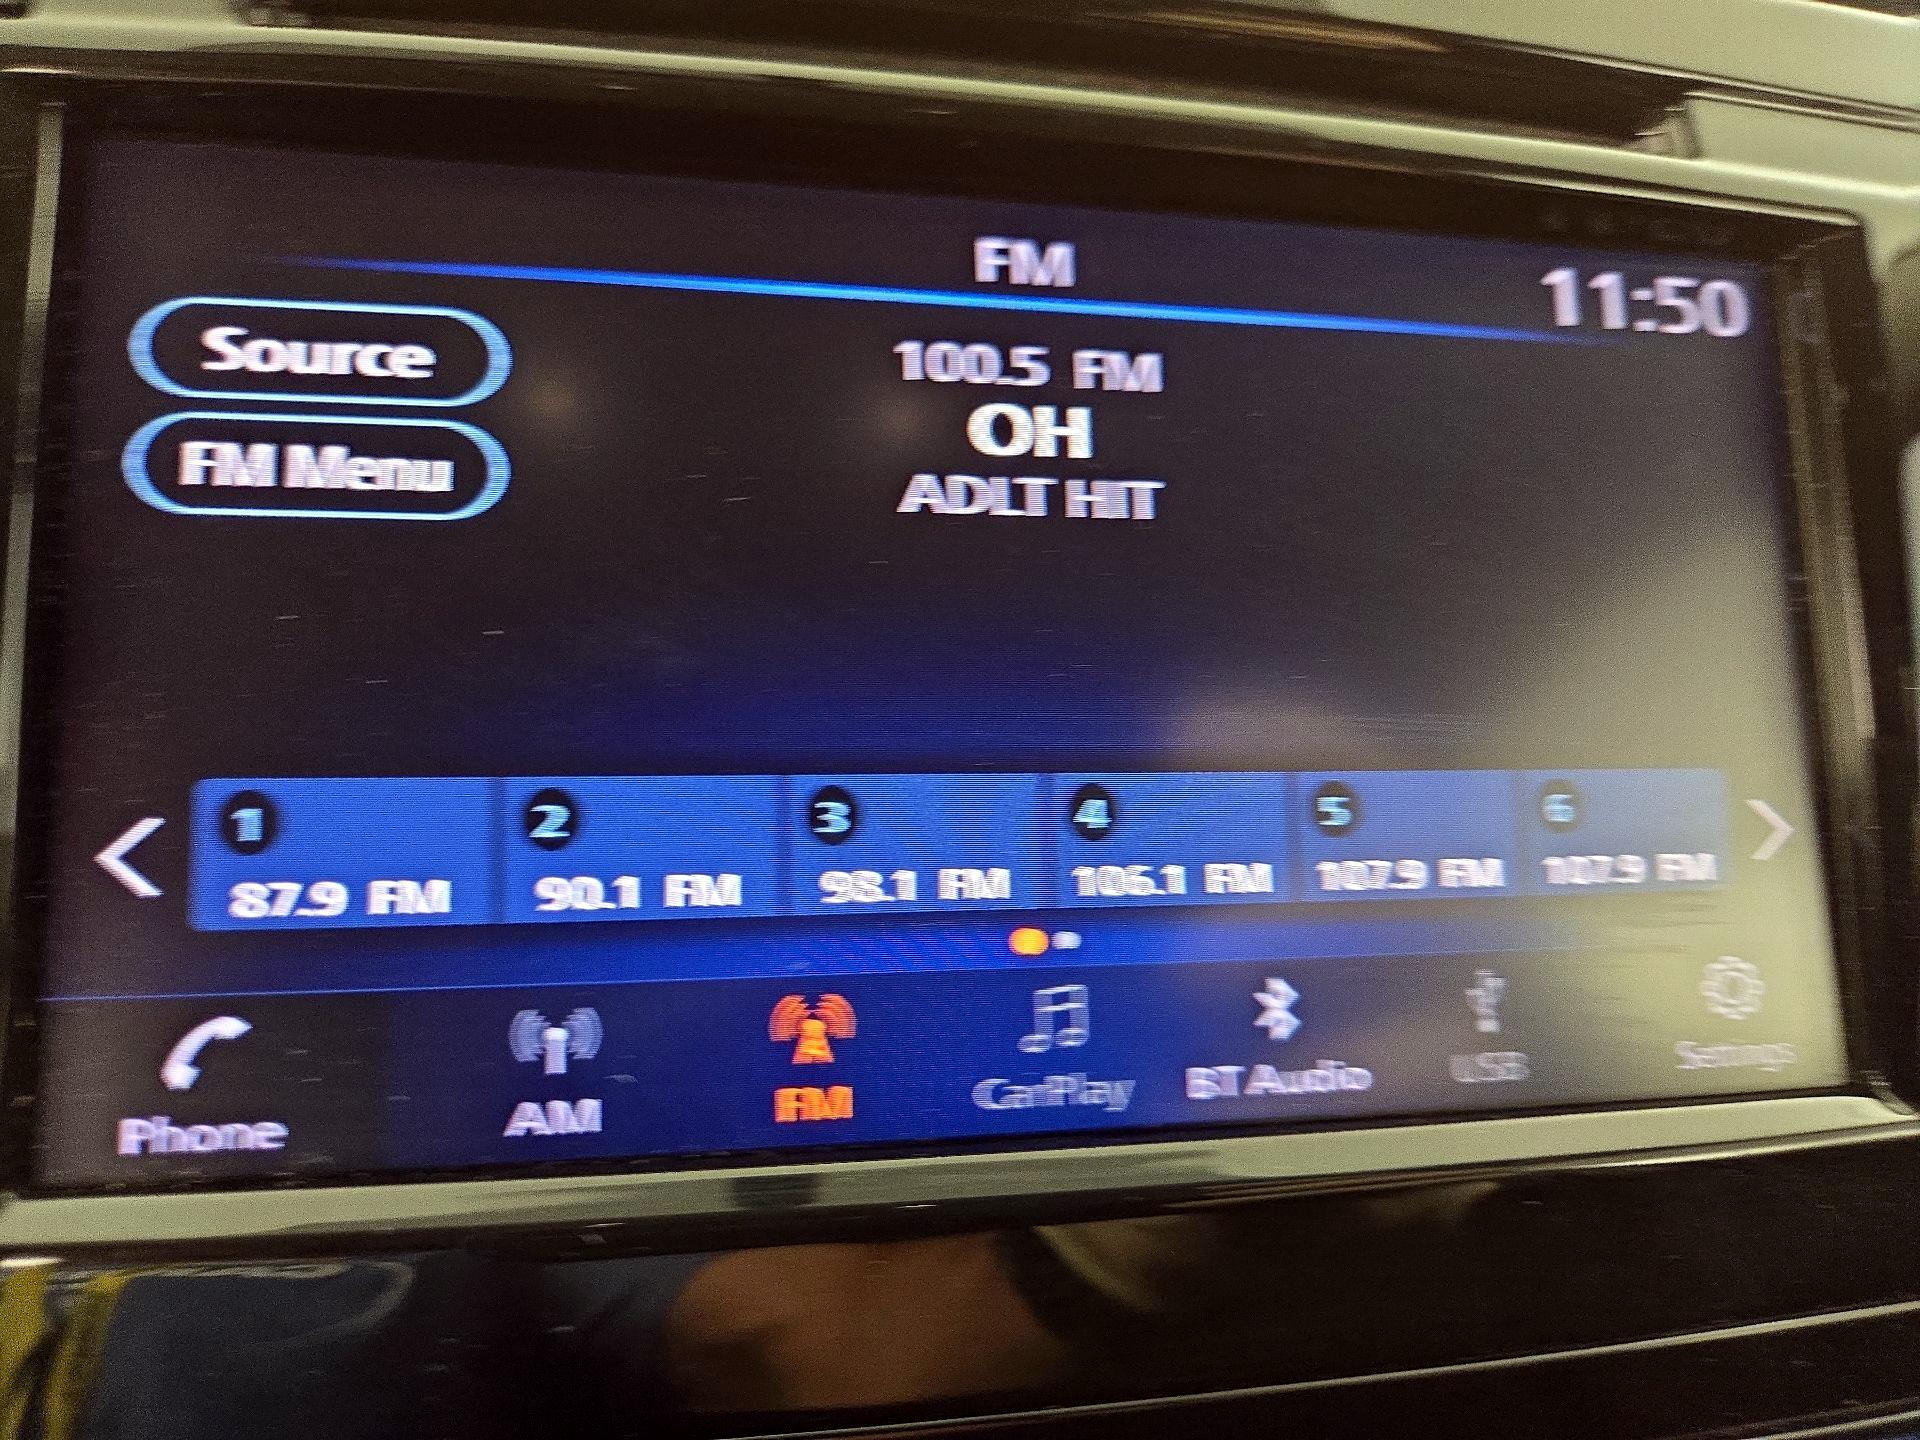 FM
11:50
Source
100.5 FM
OH
FM Menu
ADLT HIT
1 2 3 4 5 6
87.9 FM 90.1 FM 98.1 FM 106.1 FM 107.9 FM 107.9 FM
Phone AM FM CarPlay BT Audio USB Settings